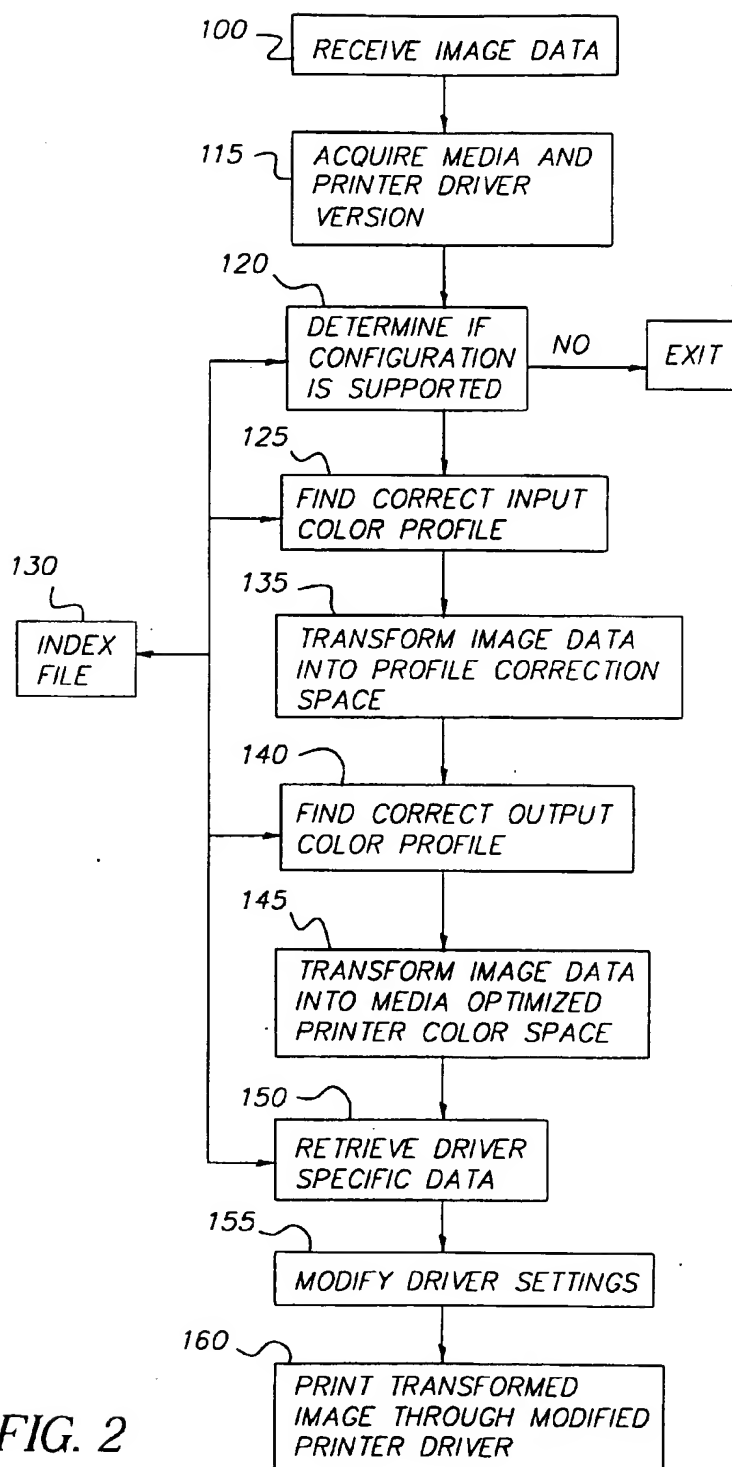 100
RECEIVE IMAGE DATA
115
ACQUIRE MEDIA AND
PRINTER DRIVER
VERSION
120
DETERMINE IF
CONFIGURATION
IS SUPPORTED
NO
EXIT
125
FIND CORRECT INPUT
COLOR PROFILE
130
INDEX
FILE
135
TRANSFORM IMAGE DATA
INTO PROFILE CORRECTION
SPACE
140
FIND CORRECT OUTPUT
COLOR PROFILE
145
TRANSFORM IMAGE DATA
INTO MEDIA OPTIMIZED
PRINTER COLOR SPACE
150
RETRIEVE DRIVER
SPECIFIC DATA
155
MODIFY DRIVER SETTINGS
160
PRINT TRANSFORMED
IMAGE THROUGH MODIFIED
PRINTER DRIVER
FIG. 2